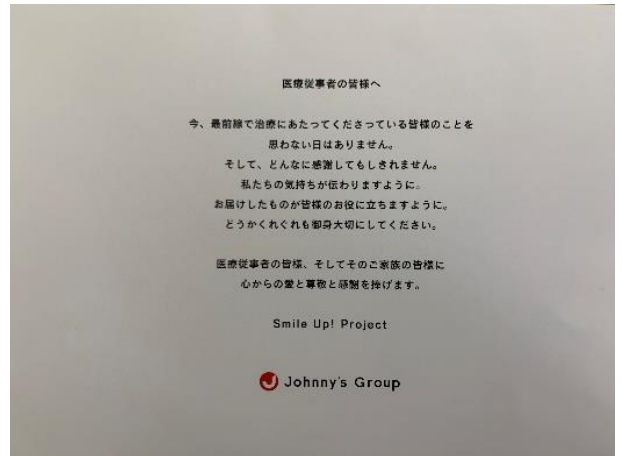 医療従事者の皆様へ
今、最前線で治療にあたってくださっている皆様のことを
思わない日はありません。
そして、どんなに感謝してもしきれません。
私たちの気持ちが伝わりますように。
お届けしたものが皆様のお役に立ちますように。
どうかくれぐれも御身大切にしてください。
医療従事者の皆様、そしてそのご家族の皆様に
心からの愛と尊敬と感謝を捧げます。
Smile Up! Project
Johnny's Group